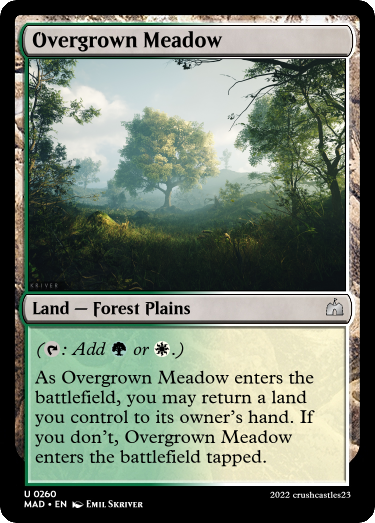 Overgrown Meadow
KRIVER
Land — Forest Plains
(: Add or .)
As Overgrown Meadow enters the
battlefield, you may return a land
you control to its owner's hand. If
you don't, Overgrown Meadow
enters the battlefield tapped.
U 0260
MAD • EN Emil Skriver
2022 crushcastles23